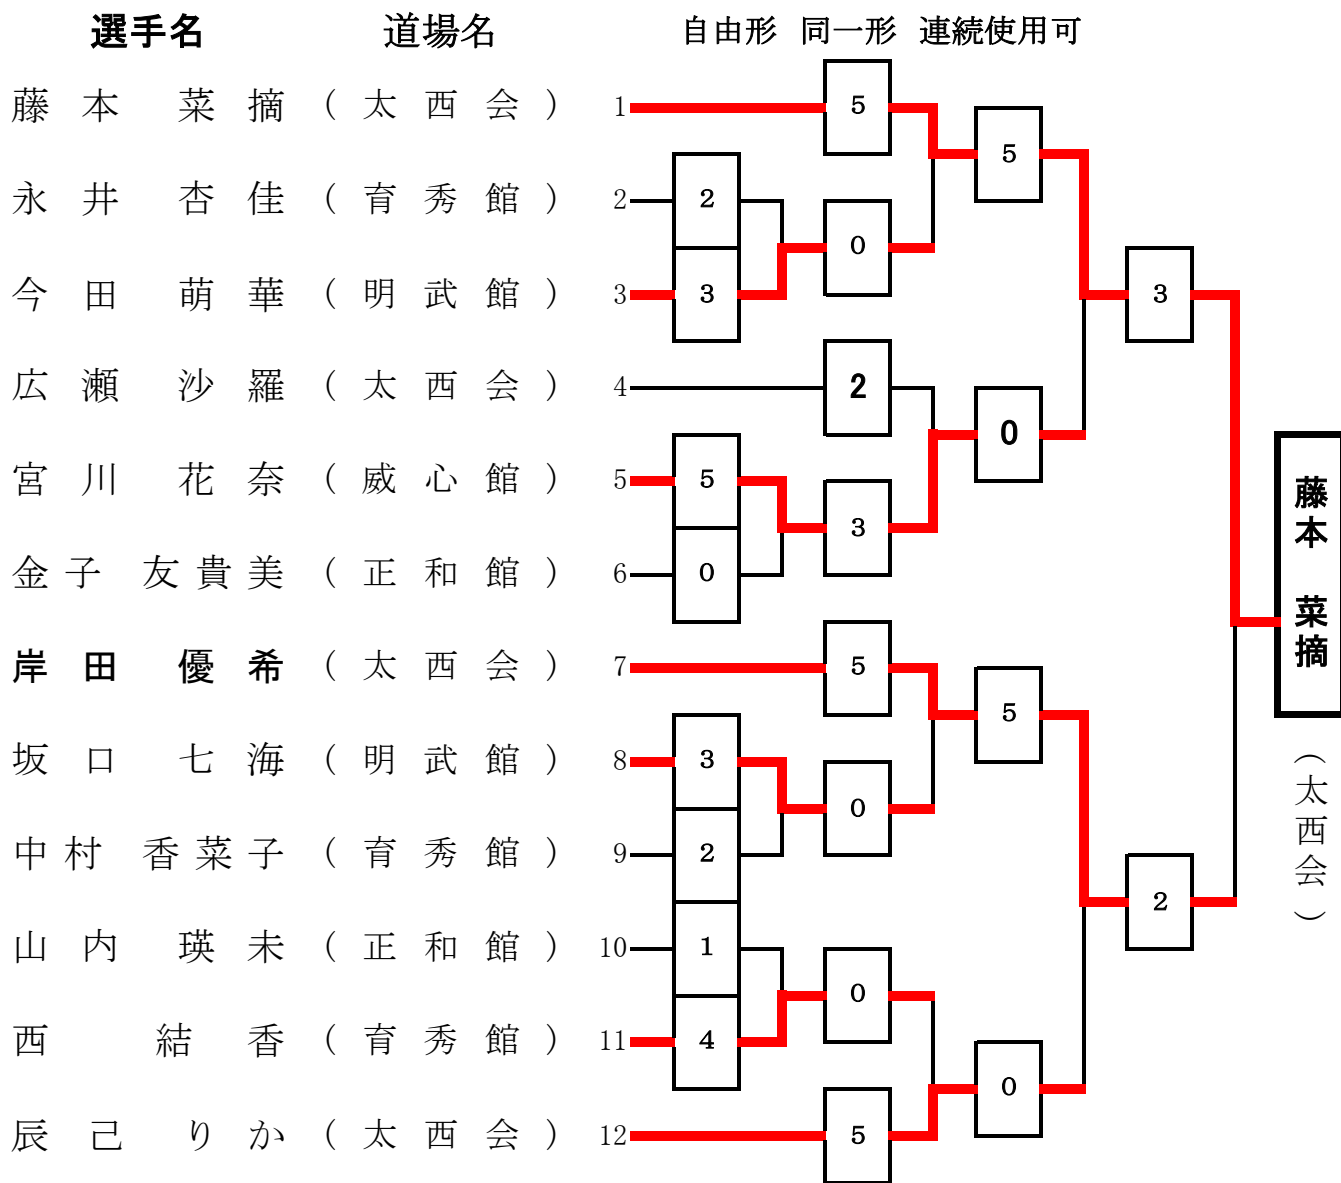 選手名 道場名 自由形 同一形 連続使用可
藤本 菜摘 （太西会） 1 5
5
永井 杏佳 （育秀館） 2 2
0
今田 萌華 （明武館） 3 3
3
広瀬 沙羅 （太西会） 4 2
0
宮川 花奈 （威心館） 5 5
3
金子 友貴美 （正和館） 6 0
藤本 菜摘
（太西会）
岸田 優希 （太西会） 7 5
5
坂口 七海 （明武館） 8 3
0
中村 香菜子 （育秀館） 9 2
2
山内 瑛未 （正和館） 10 1
0
西 結香 （育秀館） 11 4
0
辰己 りか （太西会） 12 5